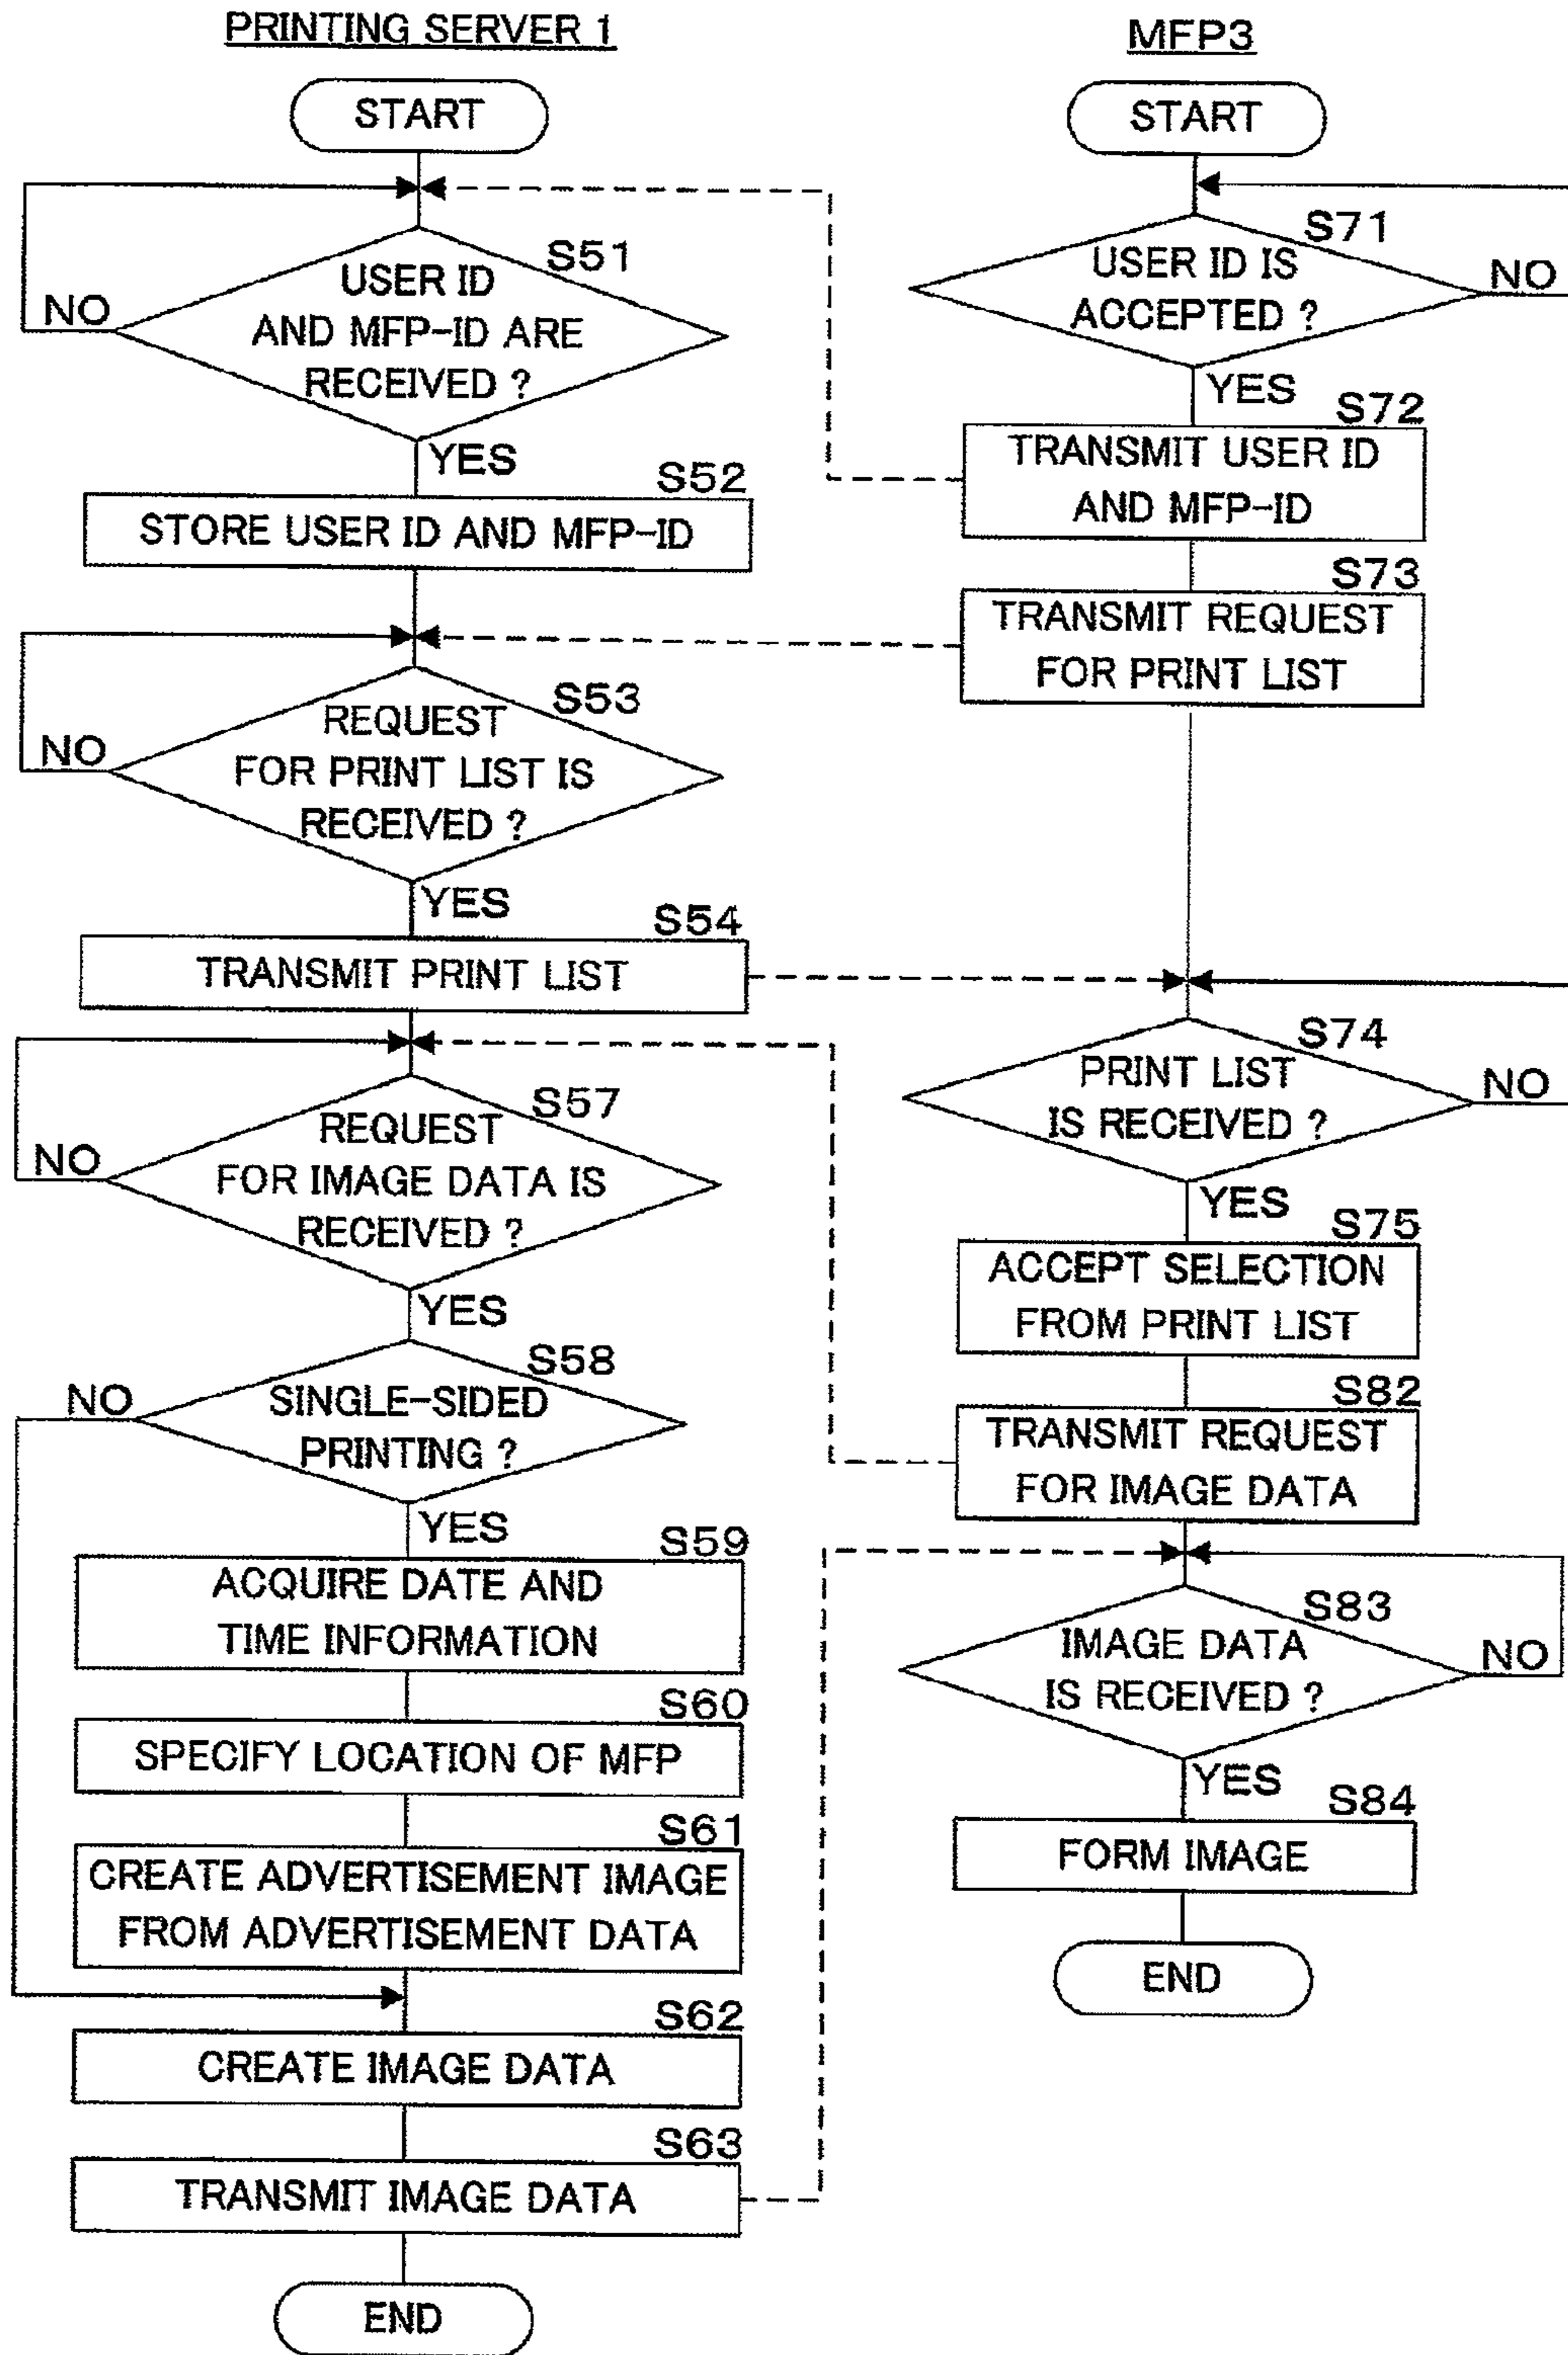 PRINTING SERVER 1
START
S51
USER ID
AND MFP-ID ARE
RECEIVED ?
NO
YES
S52
STORE USER ID AND MFP-ID
S53
REQUEST
FOR PRINT LIST IS
RECEIVED ?
NO
YES
S54
TRANSMIT PRINT LIST
S57
REQUEST
FOR IMAGE DATA IS
RECEIVED ?
NO
YES
S58
SINGLE-SIDED
PRINTING ?
NO
YES
S59
ACQUIRE DATE AND
TIME INFORMATION
S60
SPECIFY LOCATION OF MFP
S61
CREATE ADVERTISEMENT IMAGE
FROM ADVERTISEMENT DATA
S62
CREATE IMAGE DATA
S63
TRANSMIT IMAGE DATA
END
MFP3
START
S71
USER ID IS
ACCEPTED ?
NO
YES
S72
TRANSMIT USER ID
AND MFP-ID
S73
TRANSMIT REQUEST
FOR PRINT LIST
S74
PRINT LIST
IS RECEIVED ?
NO
YES
S75
ACCEPT SELECTION
FROM PRINT LIST
S82
TRANSMIT REQUEST
FOR IMAGE DATA
S83
IMAGE DATA
IS RECEIVED ?
NO
YES
S84
FORM IMAGE
END